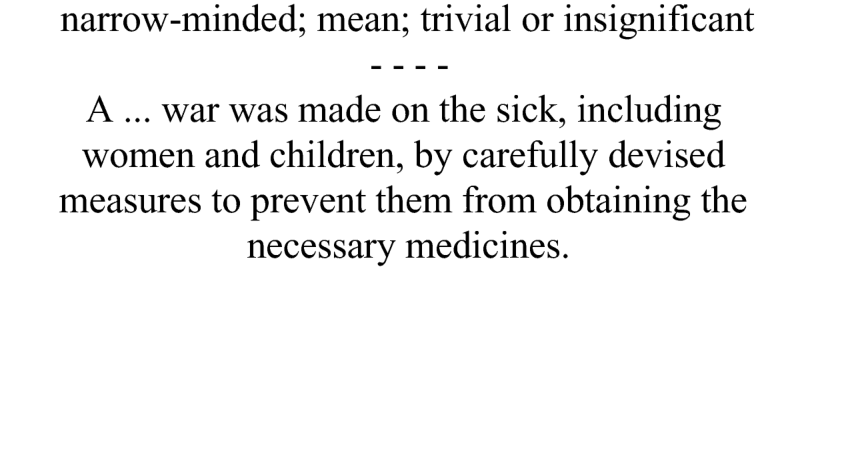 narrow-minded; mean; trivial or insignificant
- - - -
A ... war was made on the sick, including
women and children, by carefully devised
measures to prevent them from obtaining the
necessary medicines.